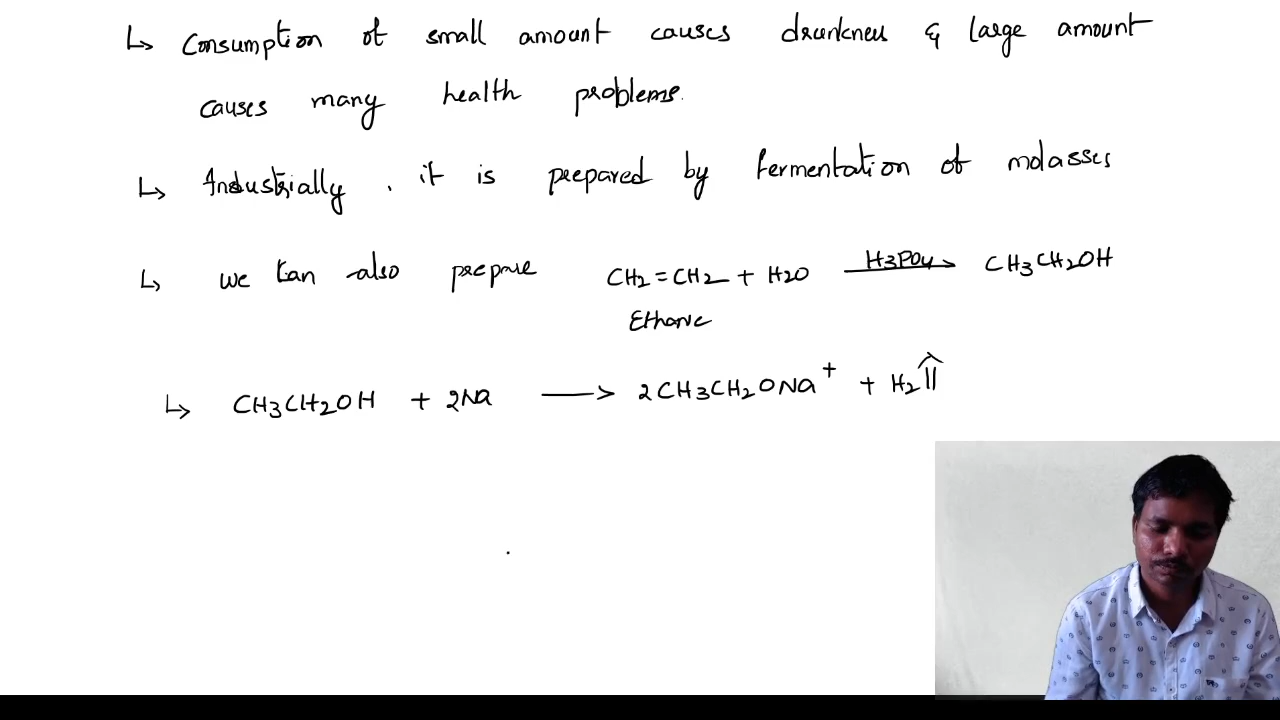 ↳ Consumption of small amount causes drunkness & large amount
causes many health problems.
↳ Industrially, it is prepared by fermentation of molasses
↳ we can also prepare CH2=CH2 + H2O H3PO4→ CH3CH2OH
Ethane
↳ CH3CH2OH + 2Na → 2CH3CH2ONa+ + H2⇑